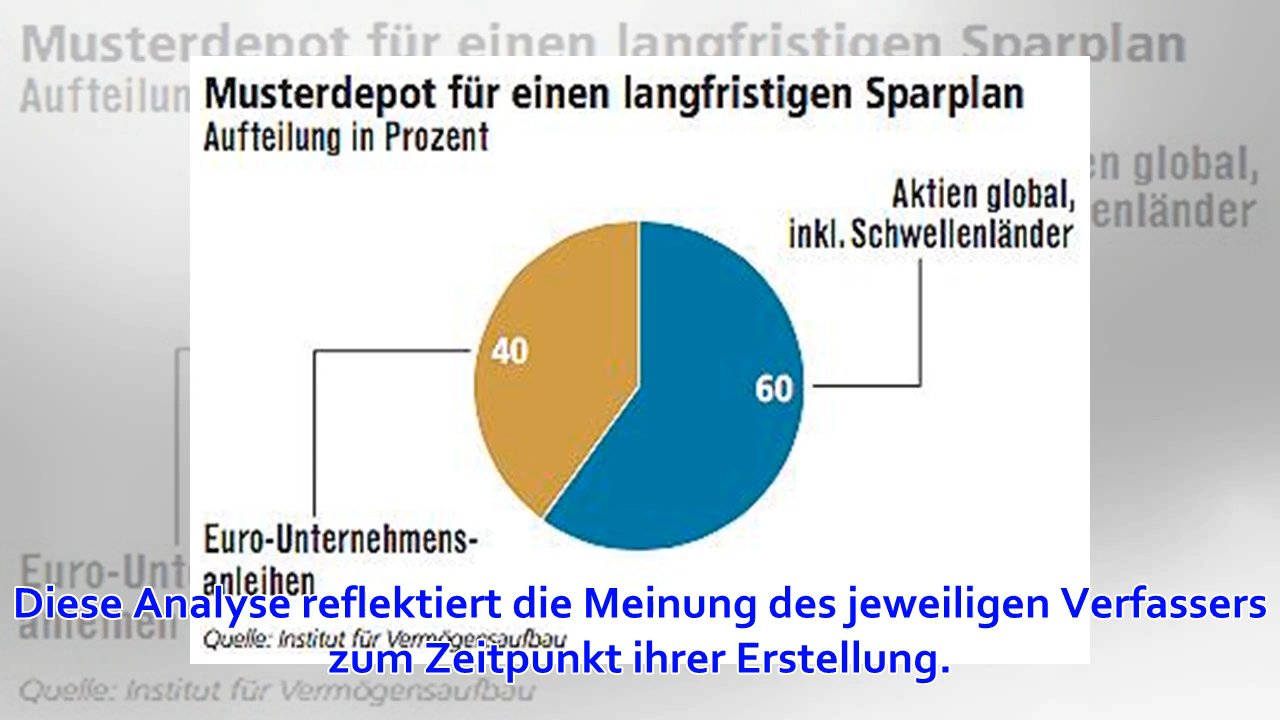 Musterdepot für einen langfristigen Sparplan
Aufteilung in Prozent
Aktien global,
inkl. Schwellenländer
40
60
Euro-Unternehmens-
anleihen
Quelle: Institut für Vermögensaufbau
Diese Analyse reflektiert die Meinung des jeweiligen Verfassers
zum Zeitpunkt ihrer Erstellung.